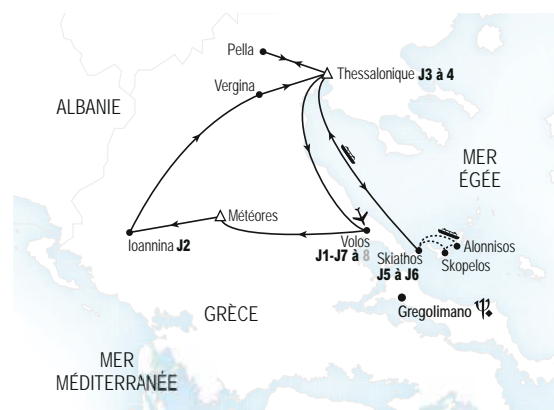 Pella
Thessalonique J3 à 4
Vergina
ALBANIE
MER
ÉGÉE
Météores
Ioannina J2
Volos
J1-J7 à 8
Skiathos
J5 à J6
Alonnisos
Skopelos
Gregolimano
GRÈCE
MER
MÉDITERRANÉE